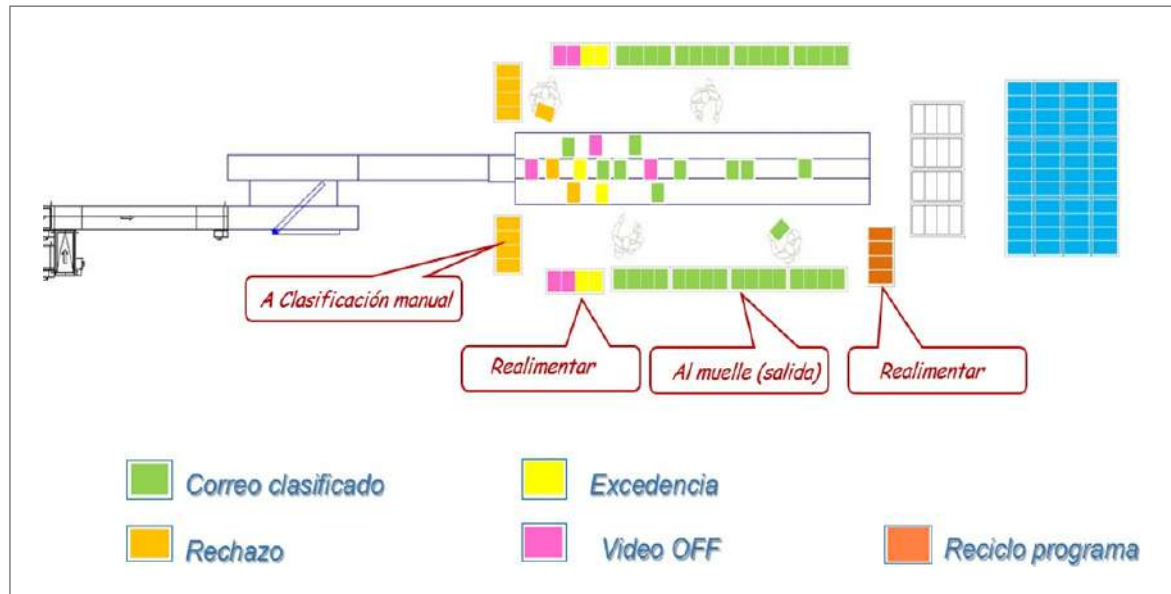 A Clasificación manual
Realimentar
Al muelle (salida)
Realimentar
Correo clasificado
Excedencia
Rechazo
Video OFF
Reciclo programa